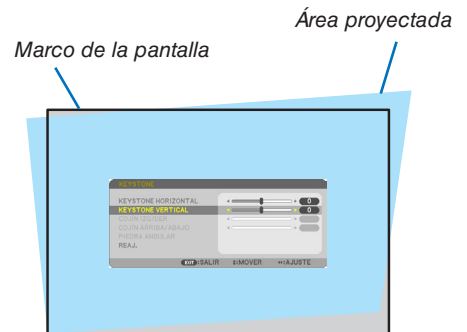 Área proyectada
Marco de la pantalla
KEYSTONE
KEYSTONE HORIZONTAL 0
KEYSTONE VERTICAL 0
COJÍN IZQ/DER
COJÍN ARRIBA/ABAJO
PIEDRA ANGULAR
REAJ.
EXIT :SALIR :MOVER :AJUSTE